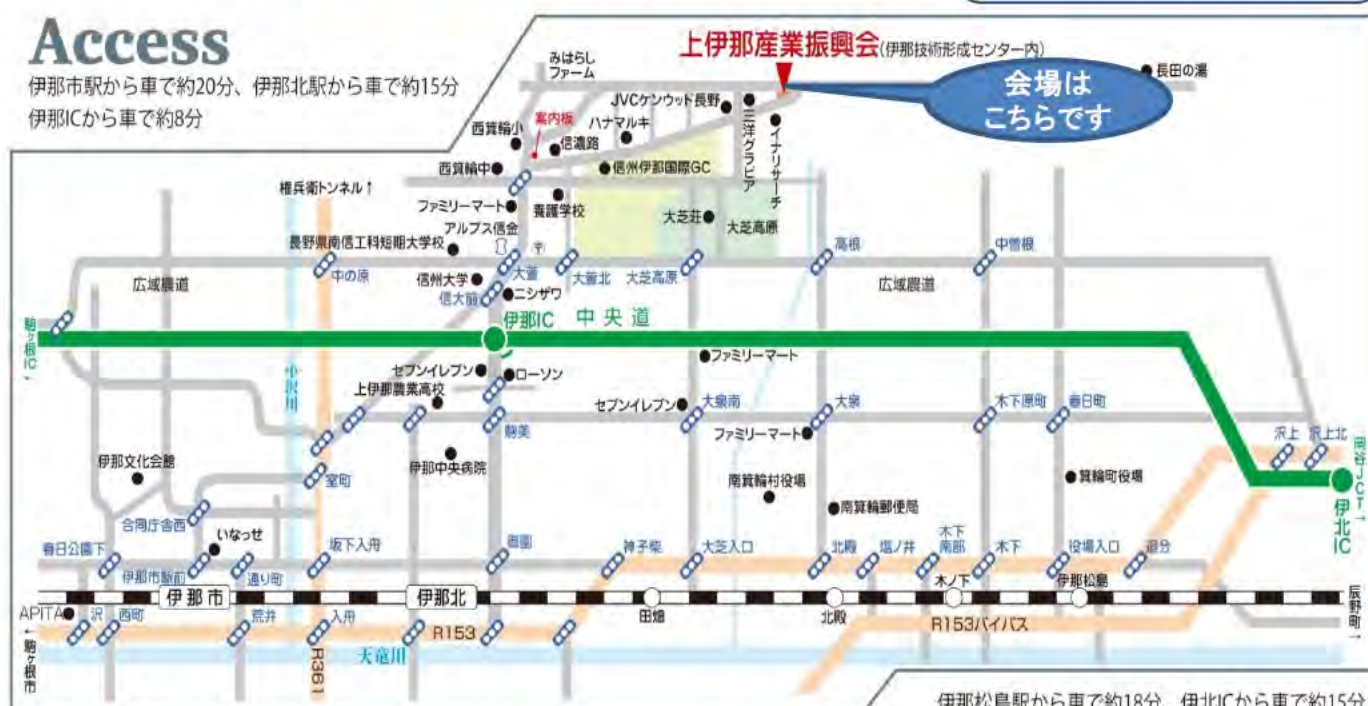 Access
伊那市駅から車で約20分、伊那北駅から車で約15分
伊那ICから車で約8分
上伊那産業振興会(伊那技術形成センター内)
会場は
こちらです
みはらし
ファーム
長田の湯
JVCケンウッド長野
西箕輪小
案内板
信濃路
ハナマルキ
三洋グラビア
イナリサーチ
西箕輪中
信州伊那国際GC
権兵衛トンネル↑
ファミリーマート
養護学校
大芝荘
大芝高原
アルプス信金
長野県南信工科短期大学校
中の原
信州大学
大萱
大萱北
大芝高原
高根
中曽根
広域農道
信大前
ニシザワ
広域農道
駒ヶ根IC←
伊那IC
中央道
小沢川
セブンイレブン
ローソン
ファミリーマート
上伊那農業高校
セブンイレブン
大泉南
大泉
木下原町
春日町
駒美
ファミリーマート
沢上
沢上北
岡谷JCT→
伊那文化会館
伊那中央病院
室町
南箕輪村役場
箕輪町役場
伊北IC
合同庁舎西
いなっせ
南箕輪郵便局
春日公園下
伊那市駅前
通り町
坂下入舟
御園
神子柴
大芝入口
北殿
塩ノ井
木下
南部
木下
役場入口
追分
伊那市
伊那北
田畑
北殿
木ノ下
伊那松島
辰野町→
APITA
沢
西町
荒井
入舟
R153
R153バイパス
←駒ヶ根市
R361
天竜川
伊那松島駅から車で約18分、伊北ICから車で約15分